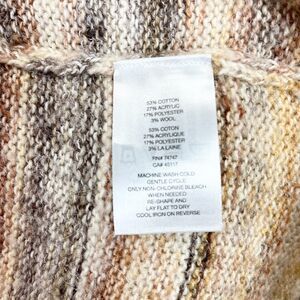 53% COTTON
27% ACRYLIC
17% POLYESTER
3% WOOL
53% COTON
27% ACRYLIQUE
17% POLYESTER
3% LA LAINE
RN# 74747
CA# 45117
MACHINE WASH COLD
GENTLE CYCLE
ONLY NON-CHLORINE BLEACH
WHEN NEEDED
RE-SHAPE AND
LAY FLAT TO DRY
COOL IRON ON REVERSE